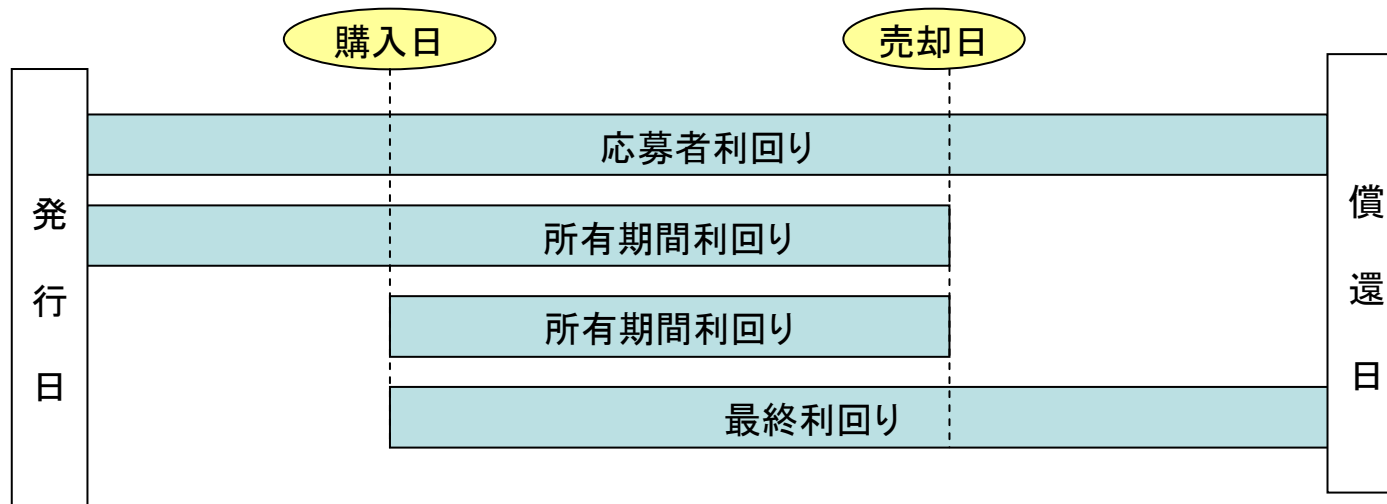 購入日
売却日
発行日
応募者利回り
所有期間利回り
所有期間利回り
最終利回り
償還日